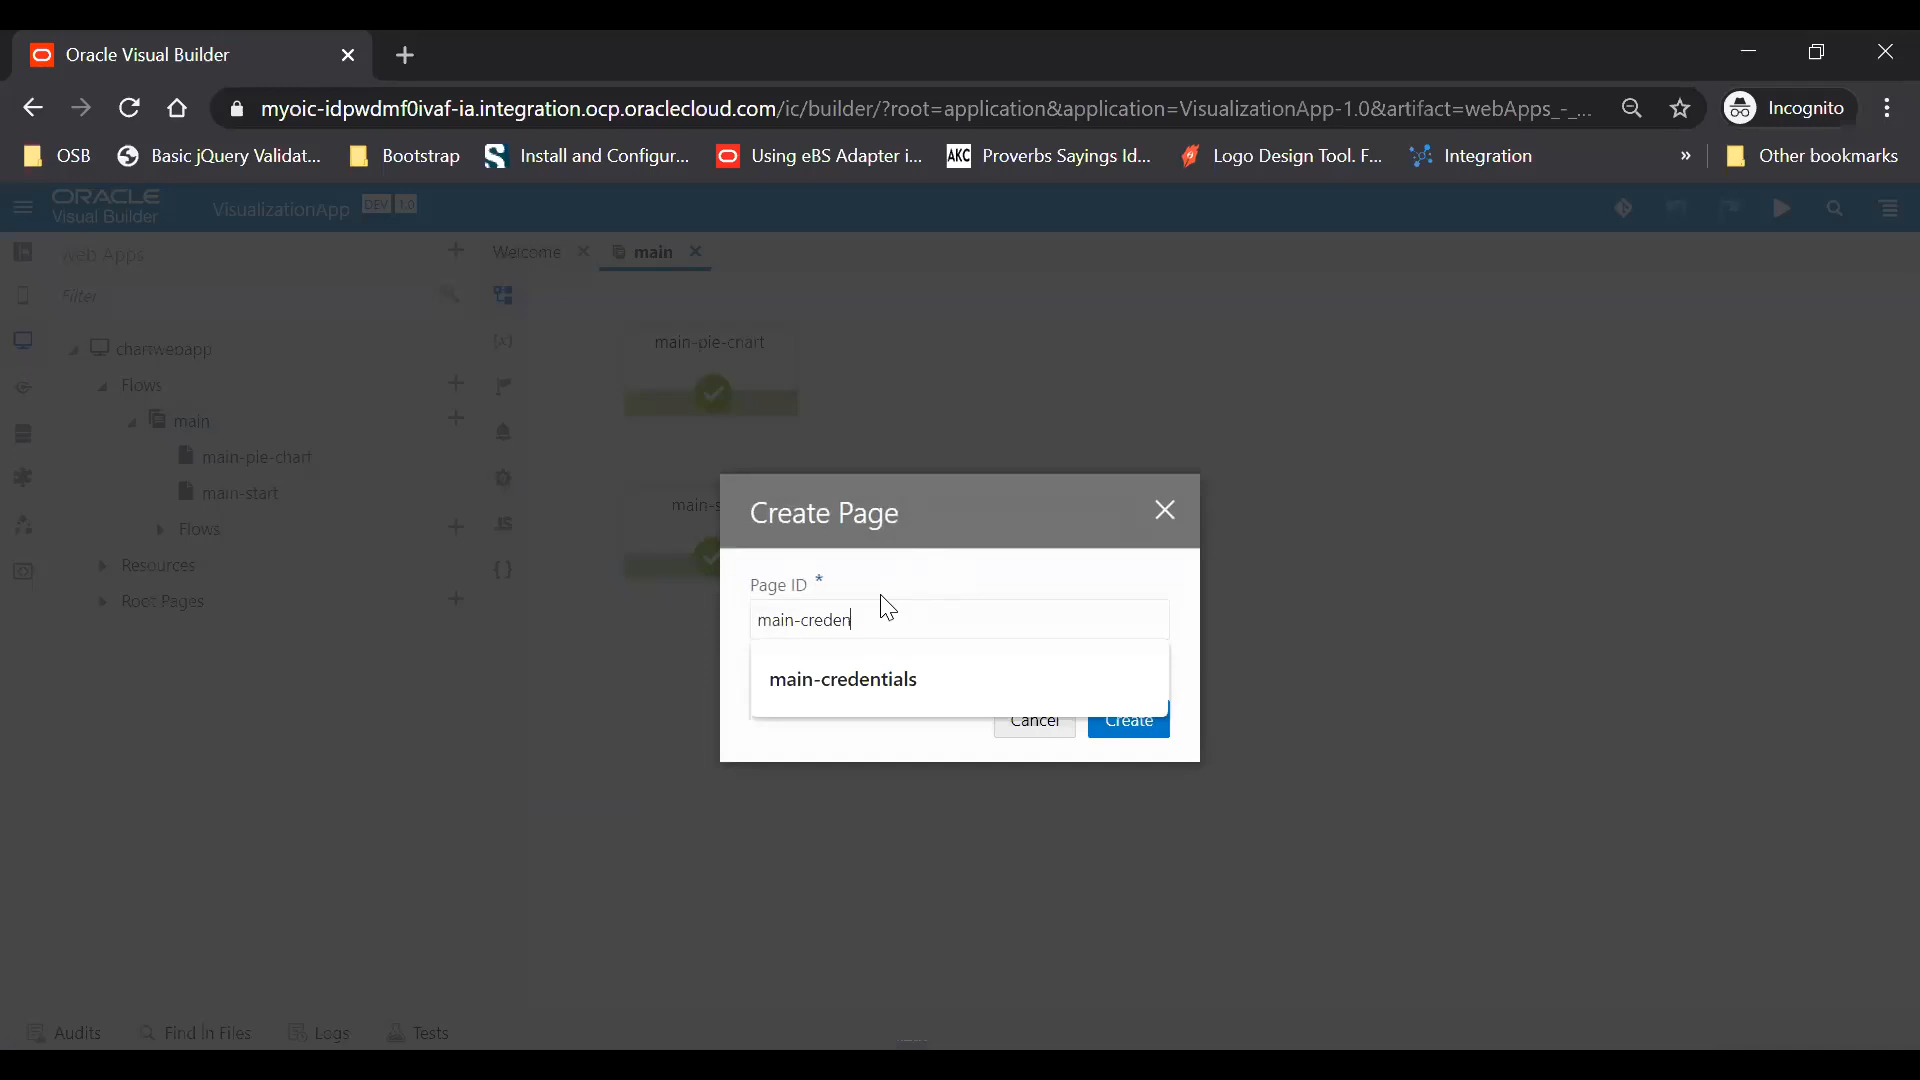 Oracle Visual Builder
myoic-idpwdmf0ivaf-ia.integration.ocp.oraclecloud.com/ic/builder/?root=application&application=VisualizationApp-1.0&artifact=webApps_-_...
Incognito
OSB
Basic jQuery Validat...
Bootstrap
Install and Configur...
Using eBS Adapter i...
AKC
Proverbs Sayings Id...
Logo Design Tool. F...
Integration
»
Other bookmarks
ORACLE
Visual Builder
VisualizationApp
DEV 1.0
Web Apps
Welcome
main
Filter
chartwebapp
Flows
main
main-pie-chart
main-start
Flows
Resources
Root Pages
JS
main-pie-chart
main-s
Create Page
Page ID *
main-creden
main-credentials
Cancel
Create
Audits
Find In Files
Logs
Tests